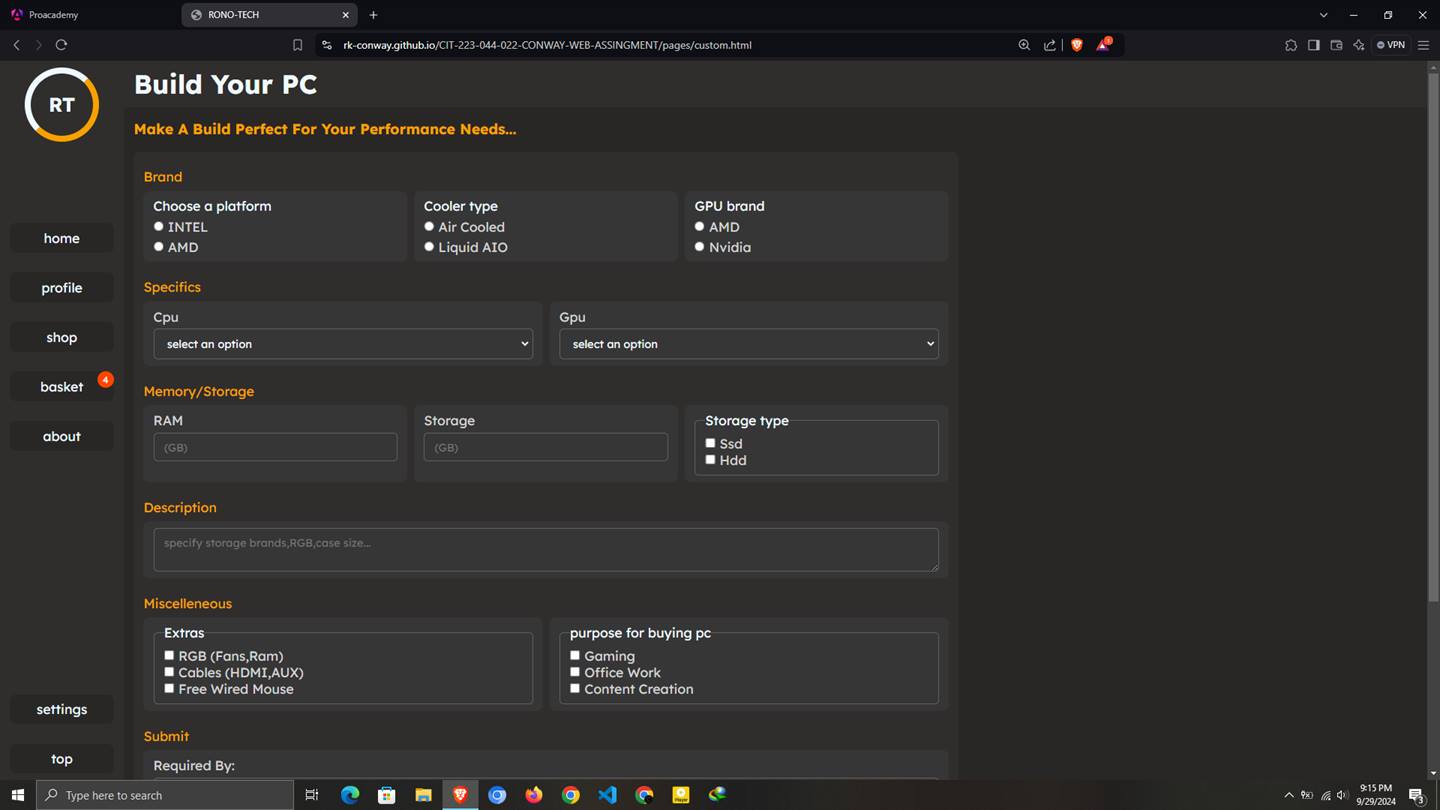 Proacademy
RONO-TECH
rk-conway.github.io/CIT-223-044-022-CONWAY-WEB-ASSINGMENT/pages/custom.html
1
VPN
RT
Build Your PC
Make A Build Perfect For Your Performance Needs...
home
profile
shop
basket 4
about
settings
top
Brand
Choose a platform
INTEL
AMD
Cooler type
Air Cooled
Liquid AIO
GPU brand
AMD
Nvidia
Specifics
Cpu
select an option
Gpu
select an option
Memory/Storage
RAM
(GB)
Storage
(GB)
Storage type
Ssd
Hdd
Description
specify storage brands,RGB,case size...
Miscelleneous
Extras
RGB (Fans,Ram)
Cables (HDMI,AUX)
Free Wired Mouse
purpose for buying pc
Gaming
Office Work
Content Creation
Submit
Required By:
Type here to search
9:15 PM
9/29/2024
3